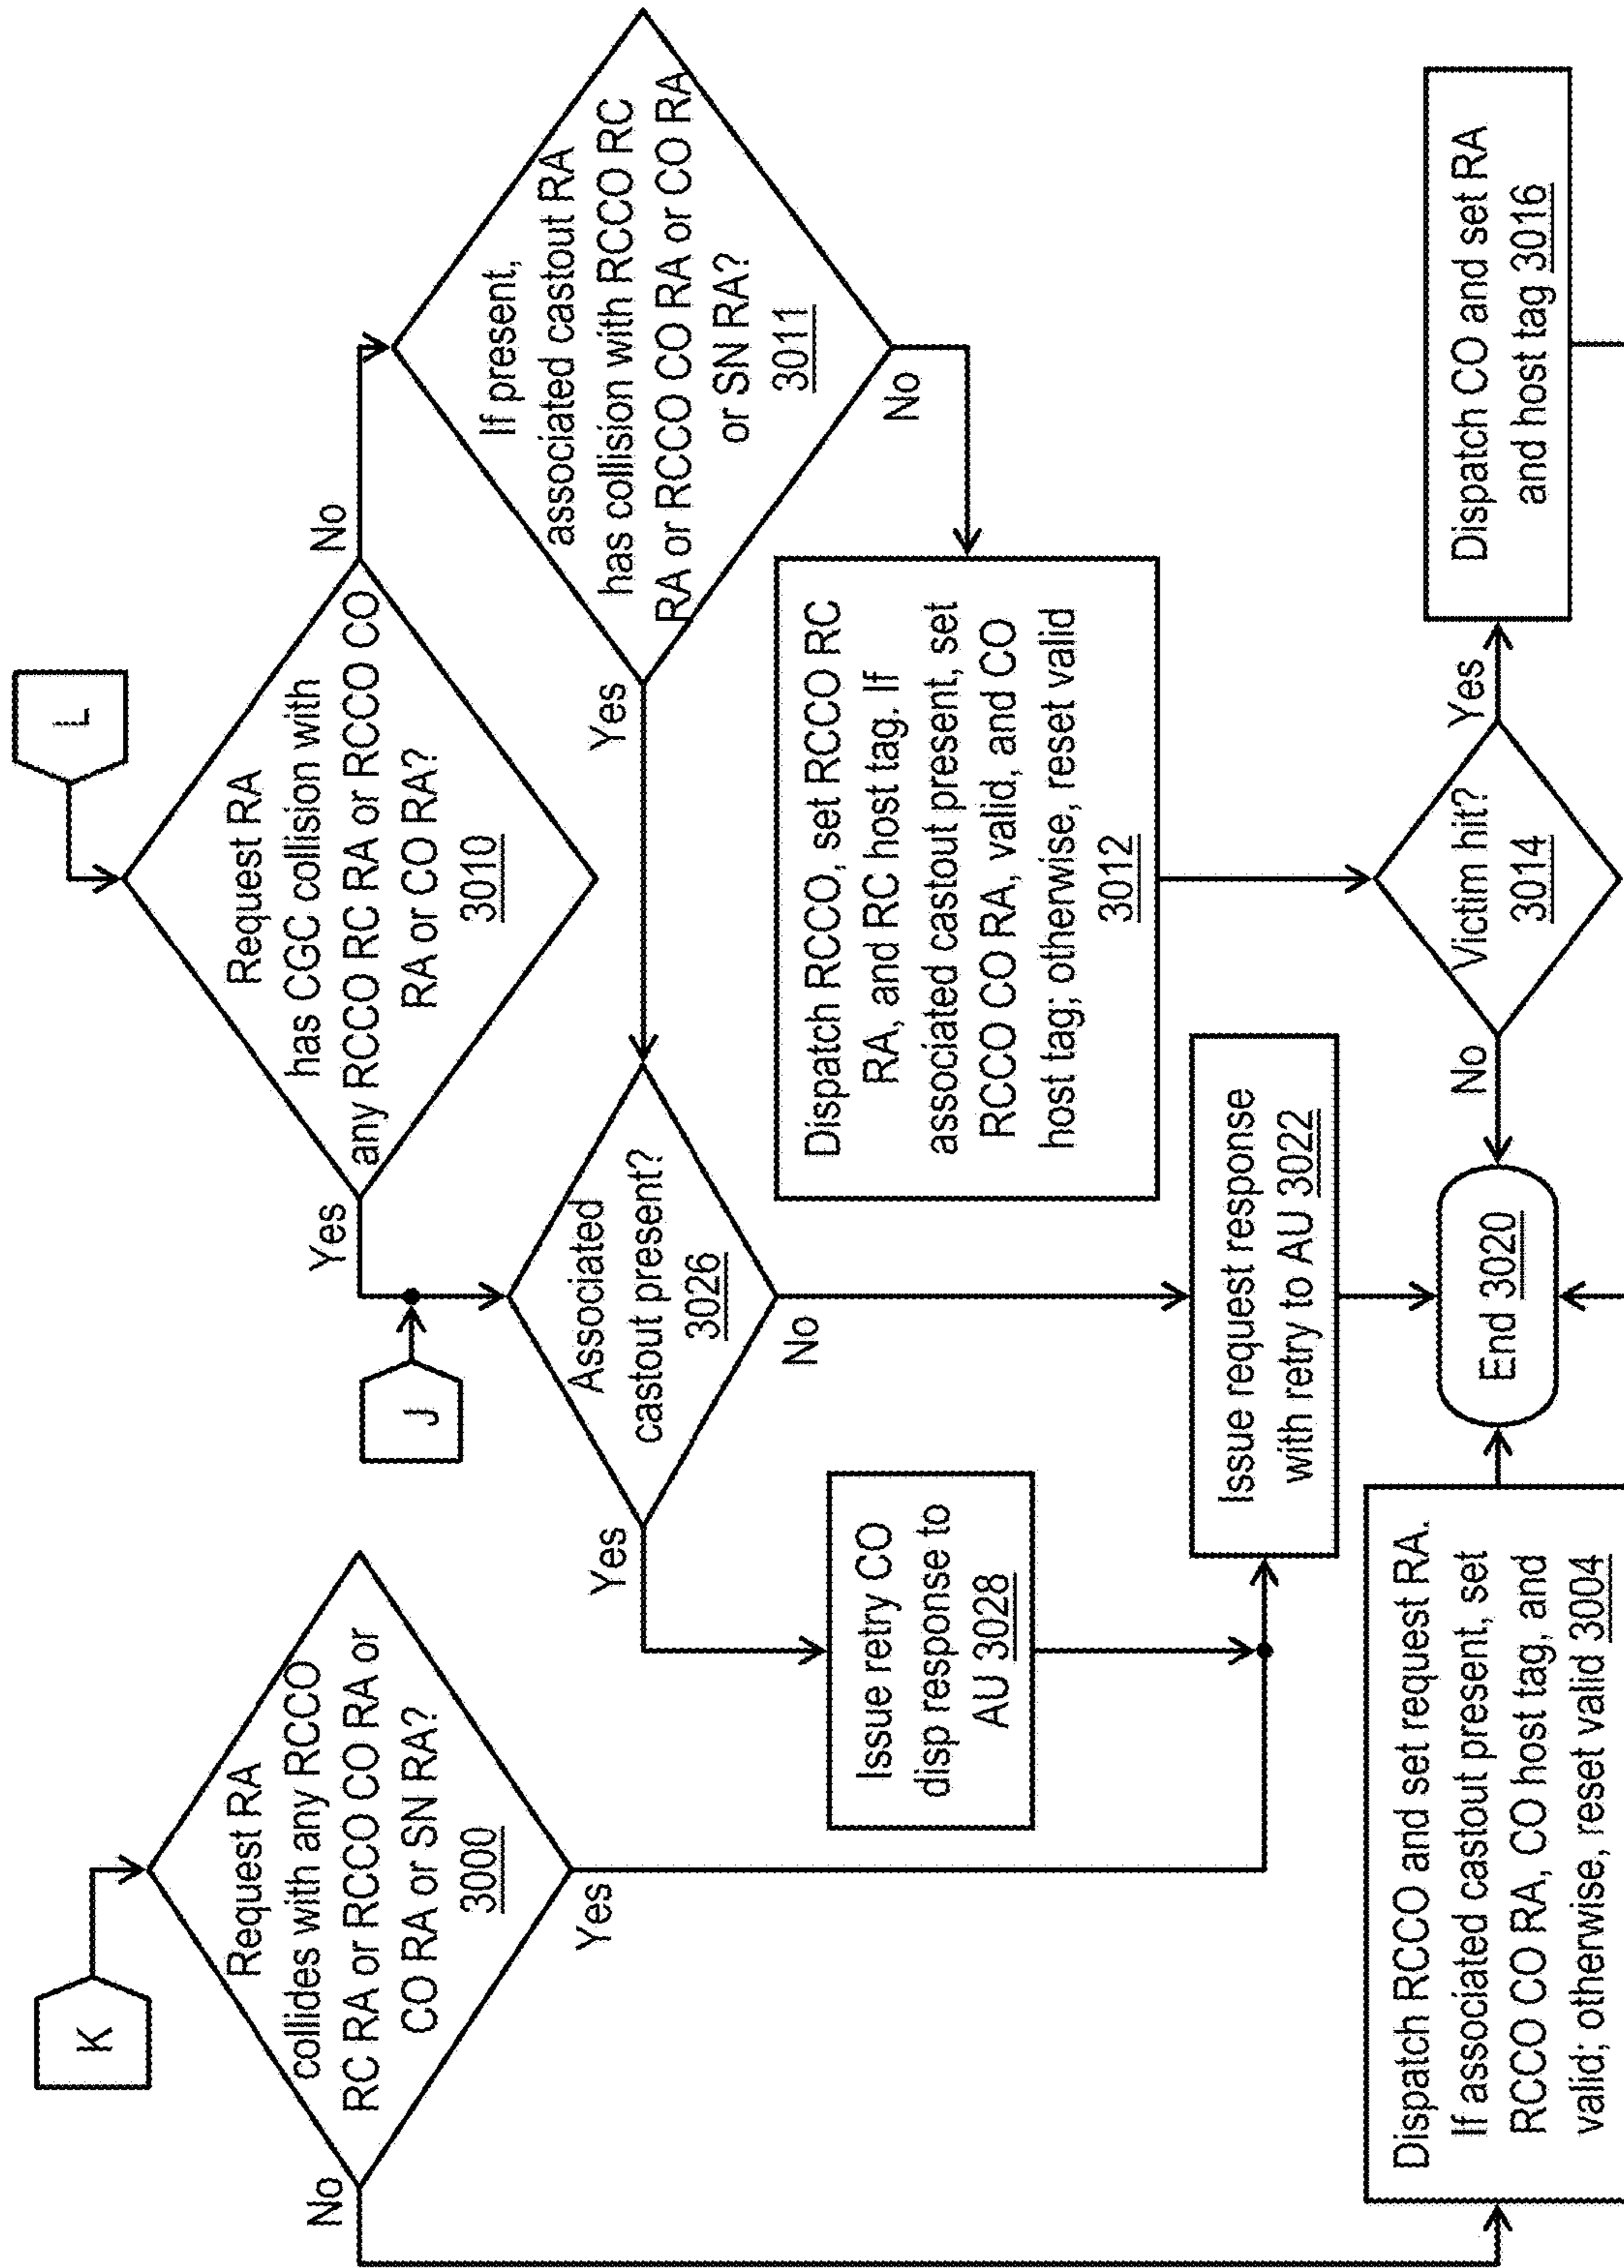 K
Request RA
collides with any RCCO
RC RA or RCCO CO RA or
CO RA or SN RA?
3000
No
Yes
L
Request RA
has CGC collision with
any RCCO RC RA or RCCO CO
RA or CO RA?
3010
Yes
No
J
If present,
associated castout RA
has collision with RCCO RC
RA or RCCO CO RA or CO RA
or SN RA?
3011
Yes
No
Associated
castout present?
3026
Yes
No
Issue retry CO
disp response to
AU 3028
Dispatch RCCO, set RCCO RC
RA, and RC host tag. If
associated castout present, set
RCCO CO RA, valid, and CO
host tag; otherwise, reset valid
3012
Issue request response
with retry to AU 3022
Dispatch RCCO and set request RA.
If associated castout present, set
RCCO CO RA, CO host tag, and
valid; otherwise, reset valid 3004
End 3020
No
Victim hit?
3014
Yes
Dispatch CO and set RA
and host tag 3016